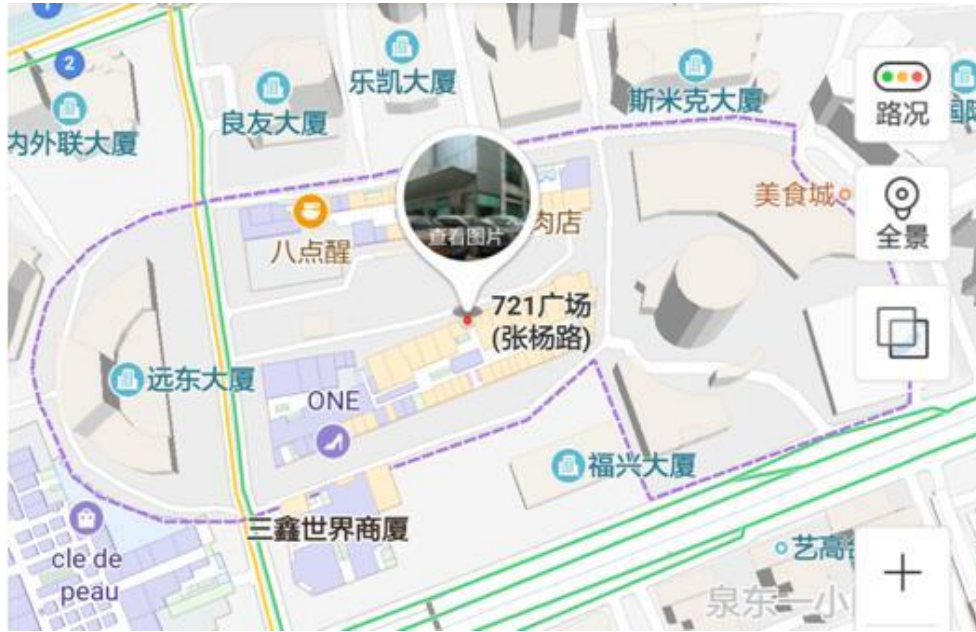 1
2
内外联大厦
良友大厦
乐凯大厦
斯米克大厦
路况
国际
美食城
全景
八点醒
查看图片
肉店
721广场
(张杨路)
远东大厦
ONE
福兴大厦
三鑫世界商厦
cle de
peau
艺高
泉东一小